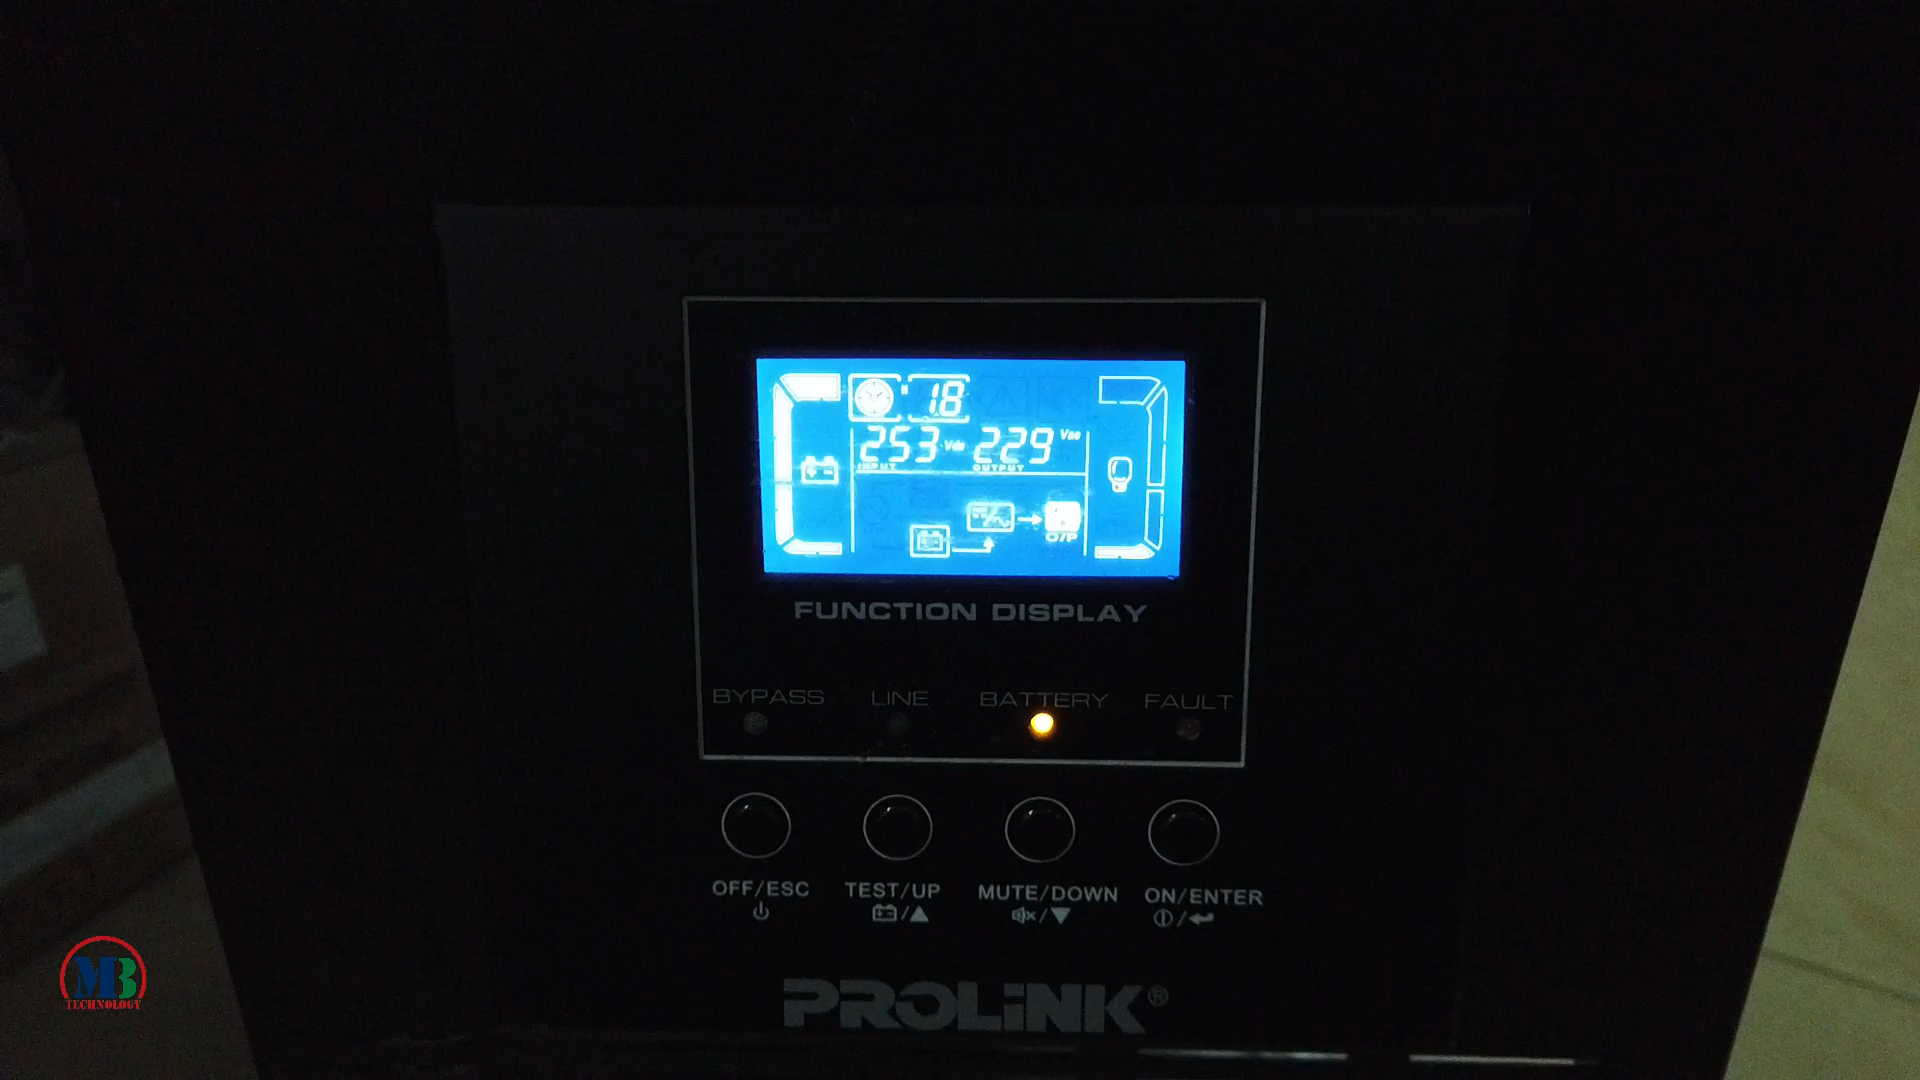 18
253 Vdc 229 Vac
INPUT OUTPUT
O/P
FUNCTION DISPLAY
BYPASS LINE BATTERY FAULT
OFF/ESC TEST/UP MUTE/DOWN ON/ENTER
PROLiNK®
MB
TECHNOLOGY